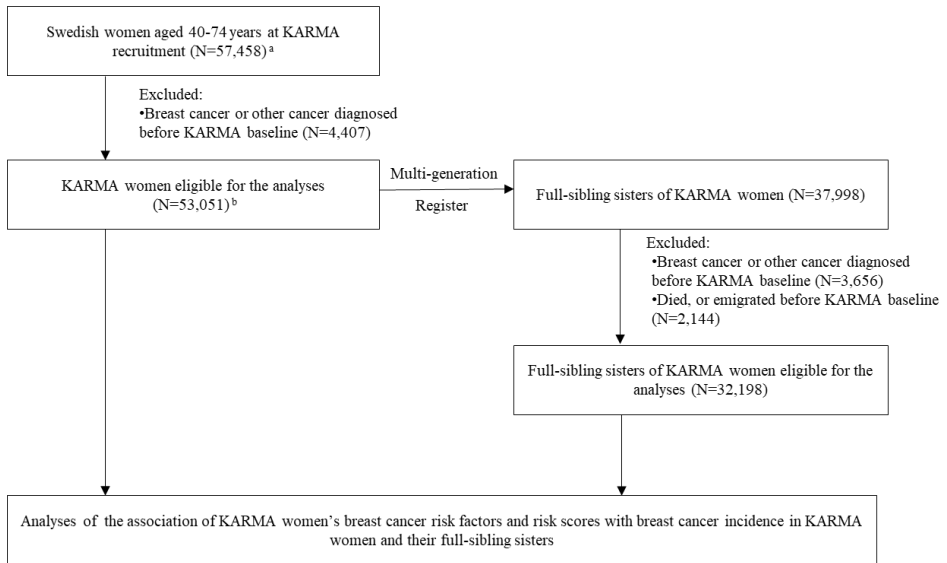 Swedish women aged 40-74 years at KARMA
recruitment (N=57,458) a
Excluded:
•Breast cancer or other cancer diagnosed
before KARMA baseline (N=4,407)
KARMA women eligible for the analyses
(N=53,051) b
Multi-generation
Register
Full-sibling sisters of KARMA women (N=37,998)
Excluded:
•Breast cancer or other cancer diagnosed
before KARMA baseline (N=3,656)
•Died, or emigrated before KARMA baseline
(N=2,144)
Full-sibling sisters of KARMA women eligible for the
analyses (N=32,198)
Analyses of the association of KARMA women’s breast cancer risk factors and risk scores with breast cancer incidence in KARMA
women and their full-sibling sisters